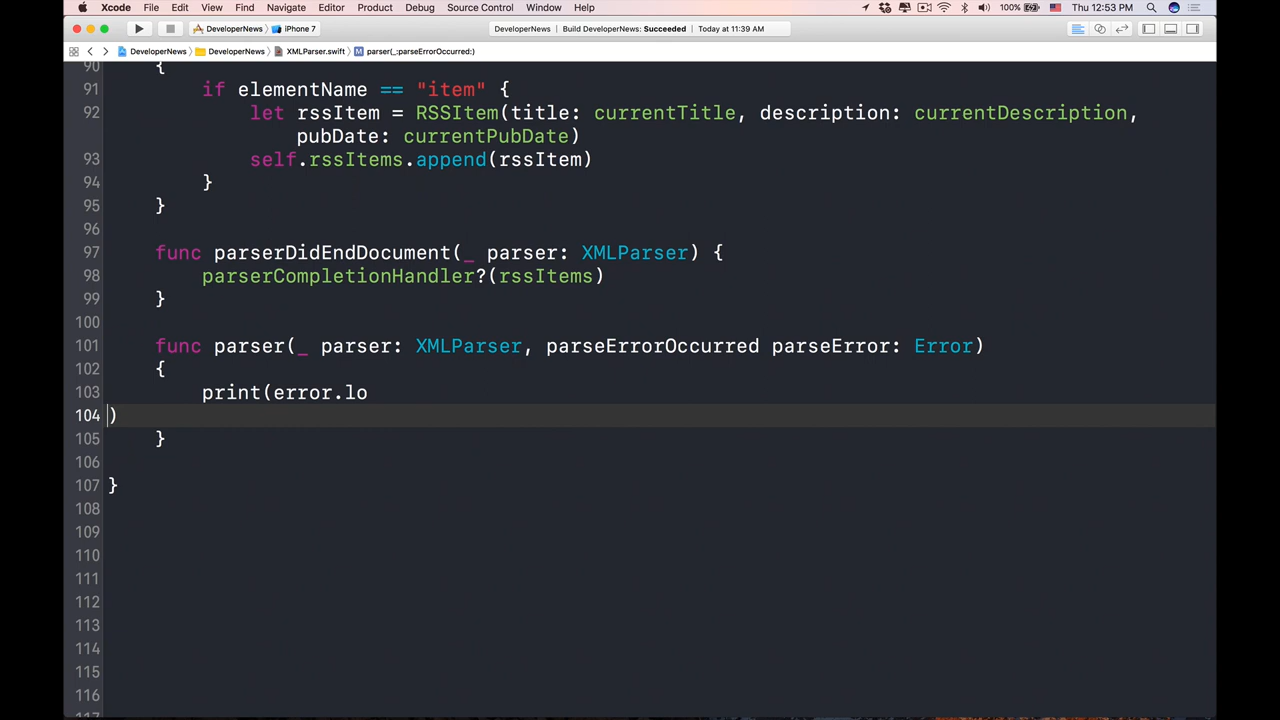 Xcode File Edit View Find Navigate Editor Product Debug Source Control Window Help 100% Thu 12:53 PM
DeveloperNews iPhone 7 DeveloperNews Build DeveloperNews: Succeeded Today at 11:39 AM
DeveloperNews DeveloperNews XMLParser.swift M parser(_:parseErrorOccurred:)
90 {
91 if elementName == "item" {
92 let rssItem = RSSItem(title: currentTitle, description: currentDescription,
pubDate: currentPubDate)
93 self.rssItems.append(rssItem)
94 }
95 }
96
97 func parserDidEndDocument(_ parser: XMLParser) {
98 parserCompletionHandler?(rssItems)
99 }
100
101 func parser(_ parser: XMLParser, parseErrorOccurred parseError: Error)
102 {
103 print(error.lo
104 )
105 }
106
107 }
108
109
110
111
112
113
114
115
116
117